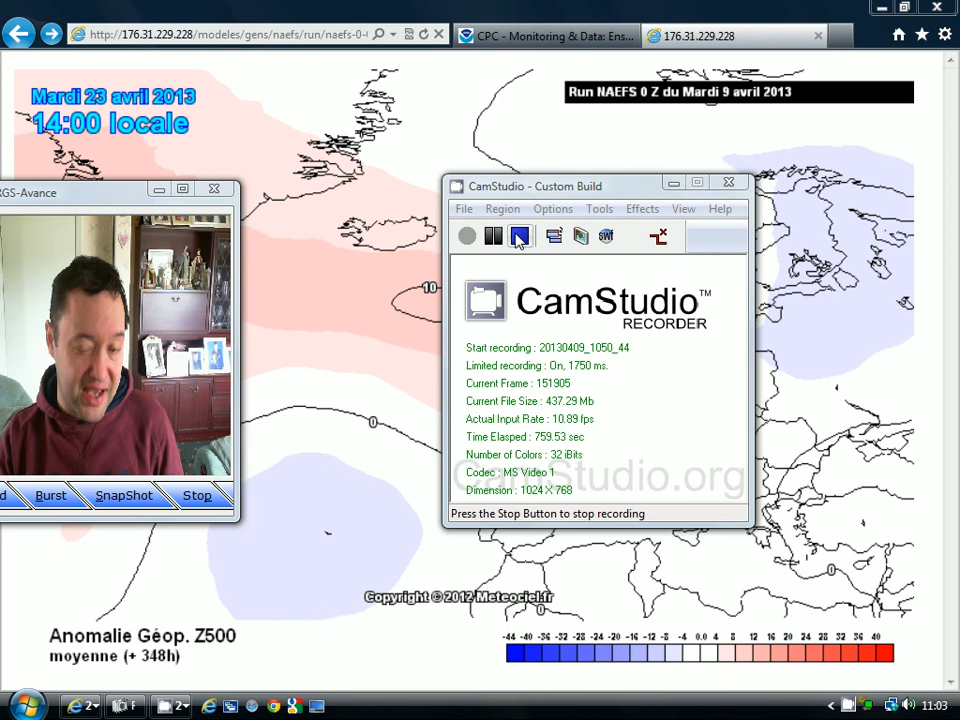 http://176.31.229.228/modeles/gens/naefs/run/naefs-0-
CPC - Monitoring & Data: Ens...
176.31.229.228
Mardi 23 avril 2013
14:00 locale
Run NAEFS 0 Z du Mardi 9 avril 2013
RGS-Avance
Burst
SnapShot
Stop
CamStudio - Custom Build
File Region Options Tools Effects View Help
CamStudio™
RECORDER
Start recording : 20130409_1050_44
Limited recording : On, 1750 ms.
Current Frame : 151905
Current File Size : 437.29 Mb
Actual Input Rate : 10.89 fps
Time Elasped : 759.53 sec
Number of Colors : 32 iBits
Codec : MS Video 1
Dimension : 1024 X 768
CamStudio.org
Press the Stop Button to stop recording
10
0
0
0
Copyright © 2012 Meteociel.fr
Anomalie Géop. Z500
moyenne (+ 348h)
-44 -40 -36 -32 -28 -24 -20 -16 -12 -8 -4 0.0 4 8 12 16 20 24 28 32 36 40
2
2
11:03